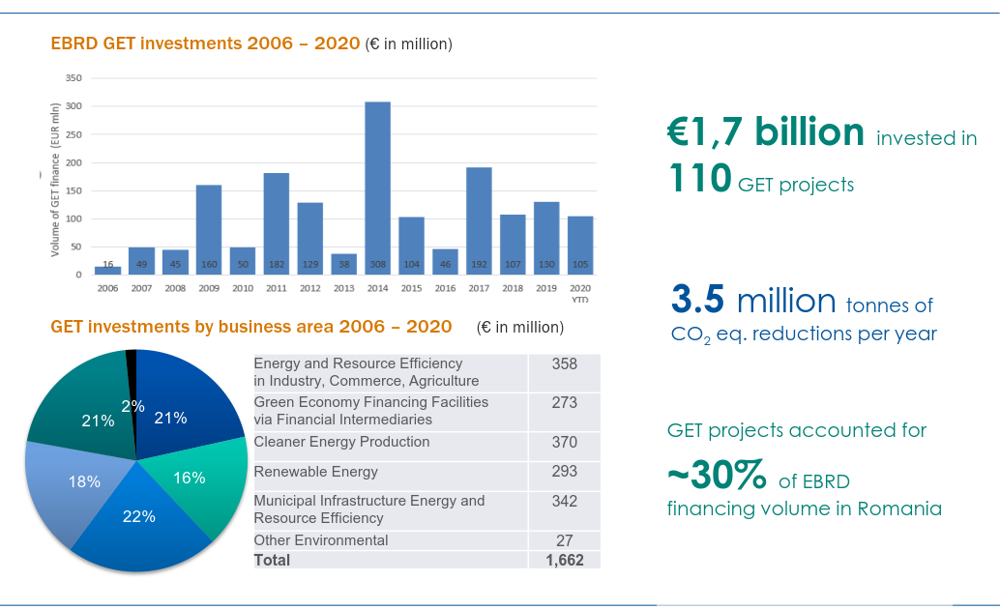 EBRD GET investments 2006 – 2020 (€ in million)
Volume of GET finance (EUR mln)
350
300
250
200
150
100
50
0
16 49 45 160 50 182 129 38 308 104 46 192 107 130 105
2006 2007 2008 2009 2010 2011 2012 2013 2014 2015 2016 2017 2018 2019 2020
YTD
GET investments by business area 2006 – 2020 (€ in million)
2%
21%
21%
18%
16%
22%
Energy and Resource Efficiency 358
in Industry, Commerce, Agriculture
Green Economy Financing Facilities 273
via Financial Intermediaries
Cleaner Energy Production 370
Renewable Energy 293
Municipal Infrastructure Energy and 342
Resource Efficiency
Other Environmental 27
Total 1,662
€1,7 billion invested in
110 GET projects
3.5 million tonnes of
CO2 eq. reductions per year
GET projects accounted for
~30% of EBRD
financing volume in Romania